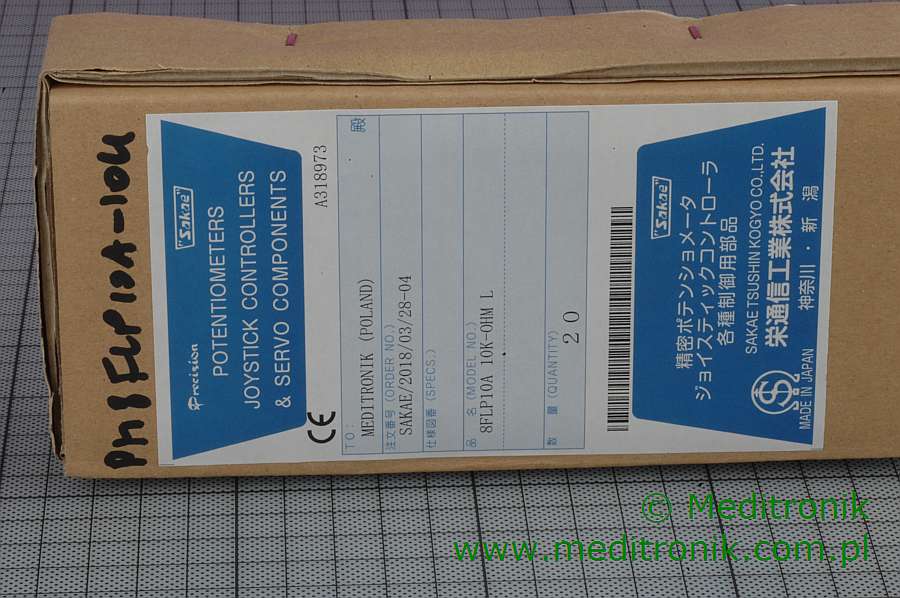 PM8FLP10A-10K
"Sakae"
Precision
POTENTIOMETERS
JOYSTICK CONTROLLERS
& SERVO COMPONENTS
A318973
CE
TO: 殿
MEDITRONIK (POLAND)
注文番号 (ORDER NO.)
SAKAE/2018/03/28-04
仕様図番 (SPECS.)
品 名 (MODEL NO.)
8FLP10A 10K-OHM L
数 量 (QUANTITY)
20
"Sakae"
精密ポテンショメータ
ジョイスティックコントローラ
各種制御用部品
SAKAE TSUSHIN KOGYO CO.,LTD.
栄通信工業株式会社
MADE IN JAPAN 神奈川・新潟
© Meditronik
www.meditronik.com.pl